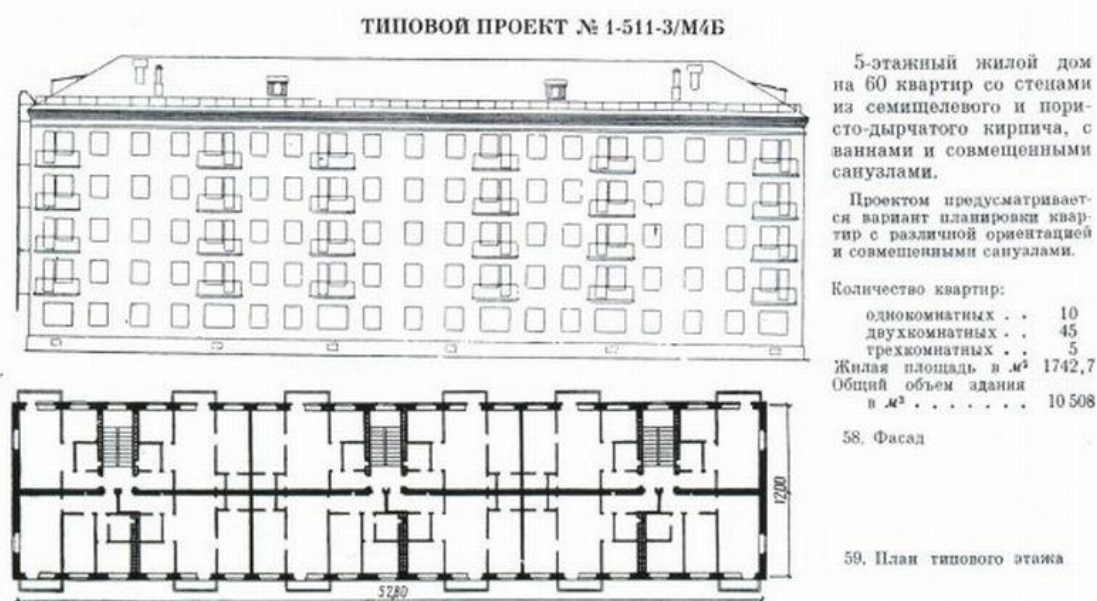 ТИПОВОЙ ПРОЕКТ № 1-511-3/М4Б
5-этажный жилой дом
на 60 квартир со стенами
из семищелевого и пори-
сто-дырчатого кирпича, с
ваннами и совмещенными
санузлами.
Проектом предусматривает-
ся вариант планировки квар-
тир с различной ориентацией
и совмещенными санузлами.
Количество квартир:
однокомнатных . . 10
двухкомнатных . . 45
трехкомнатных . . 5
Жилая площадь в м² 1742,7
Общий объем здания
в м³ . . . . . . . 10 508
58. Фасад
1200
59. План типового этажа
5280